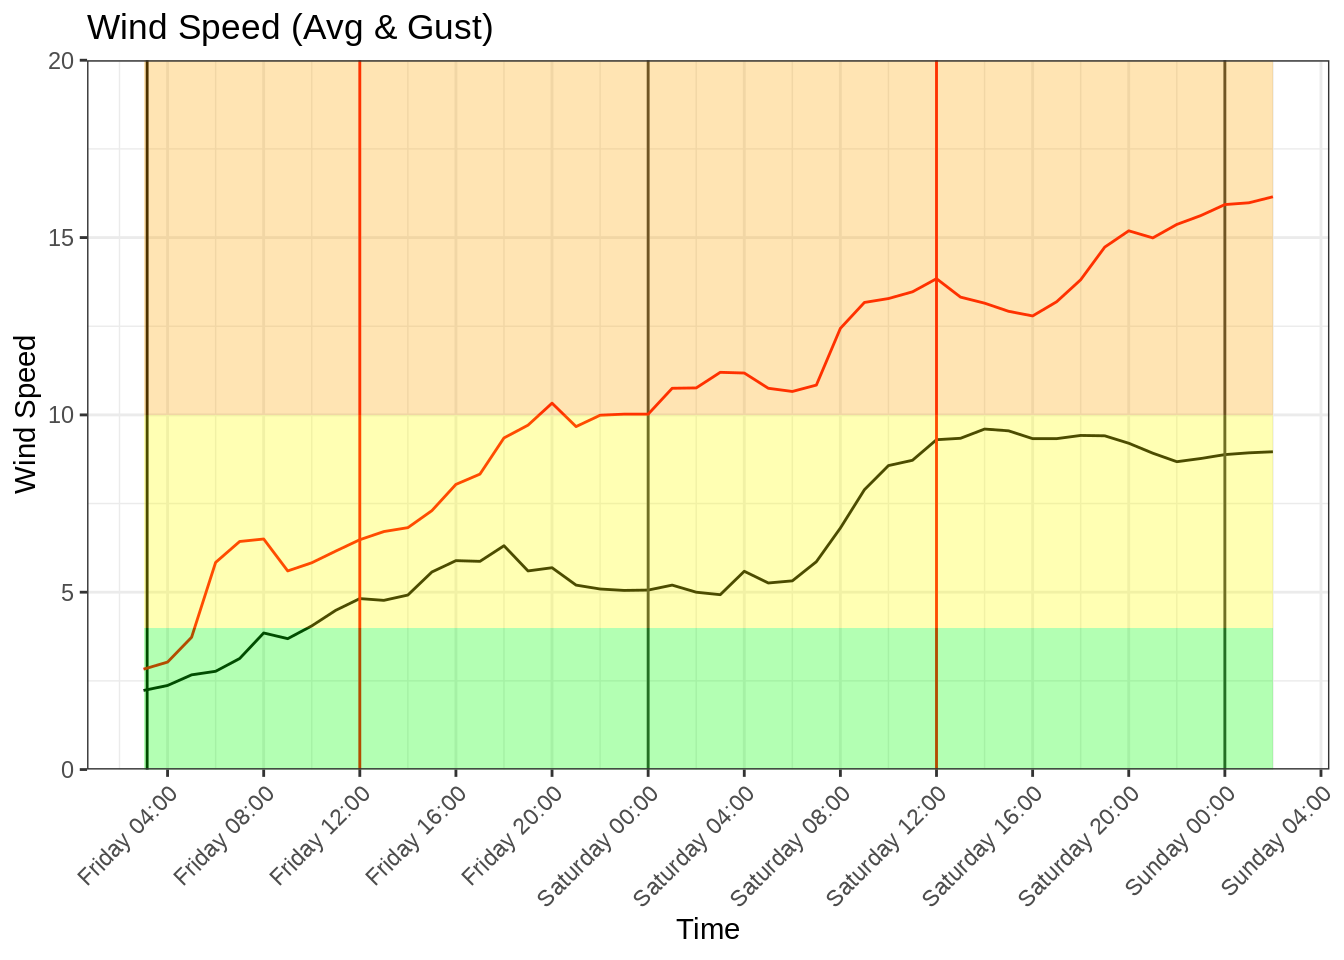 Wind Speed (Avg & Gust)
20
15
10
5
0
Wind Speed
Friday 04:00
Friday 08:00
Friday 12:00
Friday 16:00
Friday 20:00
Saturday 00:00
Saturday 04:00
Saturday 08:00
Saturday 12:00
Saturday 16:00
Saturday 20:00
Sunday 00:00
Sunday 04:00
Time